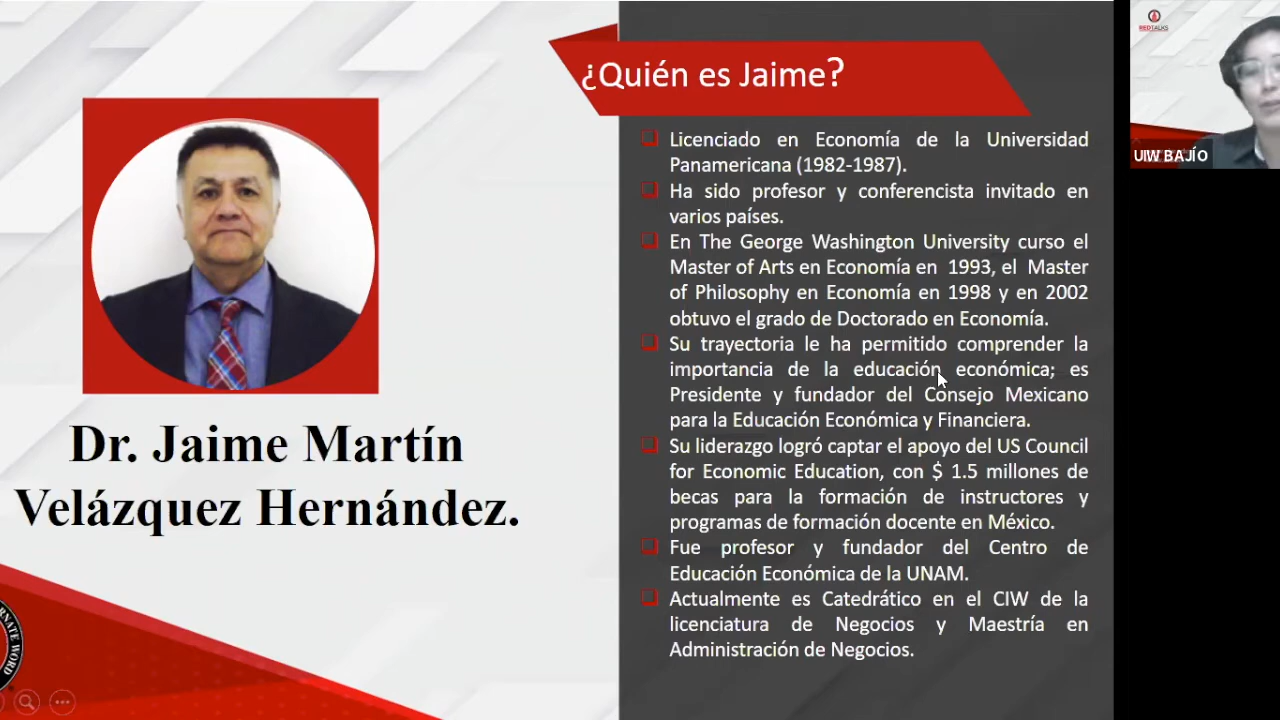 ¿Quién es Jaime?
Licenciado en Economía de la Universidad
Panamericana (1982-1987).
Ha sido profesor y conferencista invitado en
varios países.
En The George Washington University curso el
Master of Arts en Economía en 1993, el Master
of Philosophy en Economía en 1998 y en 2002
obtuvo el grado de Doctorado en Economía.
Su trayectoria le ha permitido comprender la
importancia de la educación económica; es
Presidente y fundador del Consejo Mexicano
para la Educación Económica y Financiera.
Su liderazgo logró captar el apoyo del US Council
for Economic Education, con $ 1.5 millones de
becas para la formación de instructores y
programas de formación docente en México.
Fue profesor y fundador del Centro de
Educación Económica de la UNAM.
Actualmente es Catedrático en el CIW de la
licenciatura de Negocios y Maestría en
Administración de Negocios.
Dr. Jaime Martín
Velázquez Hernández.
REDTALKS
UIW BAJÍO
WORD